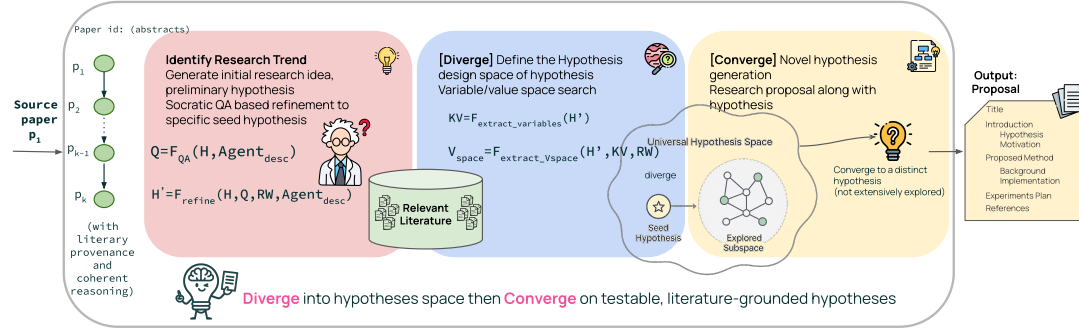 Paper id: (abstracts)
p1
p2
pk-1
pk
Source
paper
p1
(with
literary
provenance
and
coherent
reasoning)
Identify Research Trend
Generate initial research idea,
preliminary hypothesis
Socratic QA based refinement to
specific seed hypothesis
Q=FQA(H,Agentdesc)
H'=Frefine(H,Q,RW,Agentdesc)
?
Relevant
Literature
[Diverge] Define the Hypothesis
design space of hypothesis
Variable/value space search
KV=Fextract_variables(H')
Vspace=Fextract_Vspace(H',KV,RW)
[Converge] Novel hypothesis
generation
Research proposal along with
hypothesis
Universal Hypothesis Space
diverge
Seed
Hypothesis
Explored
Subspace
Converge to a distinct
hypothesis
(not extensively explored)
Output:
Proposal
Title
Introduction
Hypothesis
Motivation
Proposed Method
Background
Implementation
Experiments Plan
References
Diverge into hypotheses space then Converge on testable, literature-grounded hypotheses